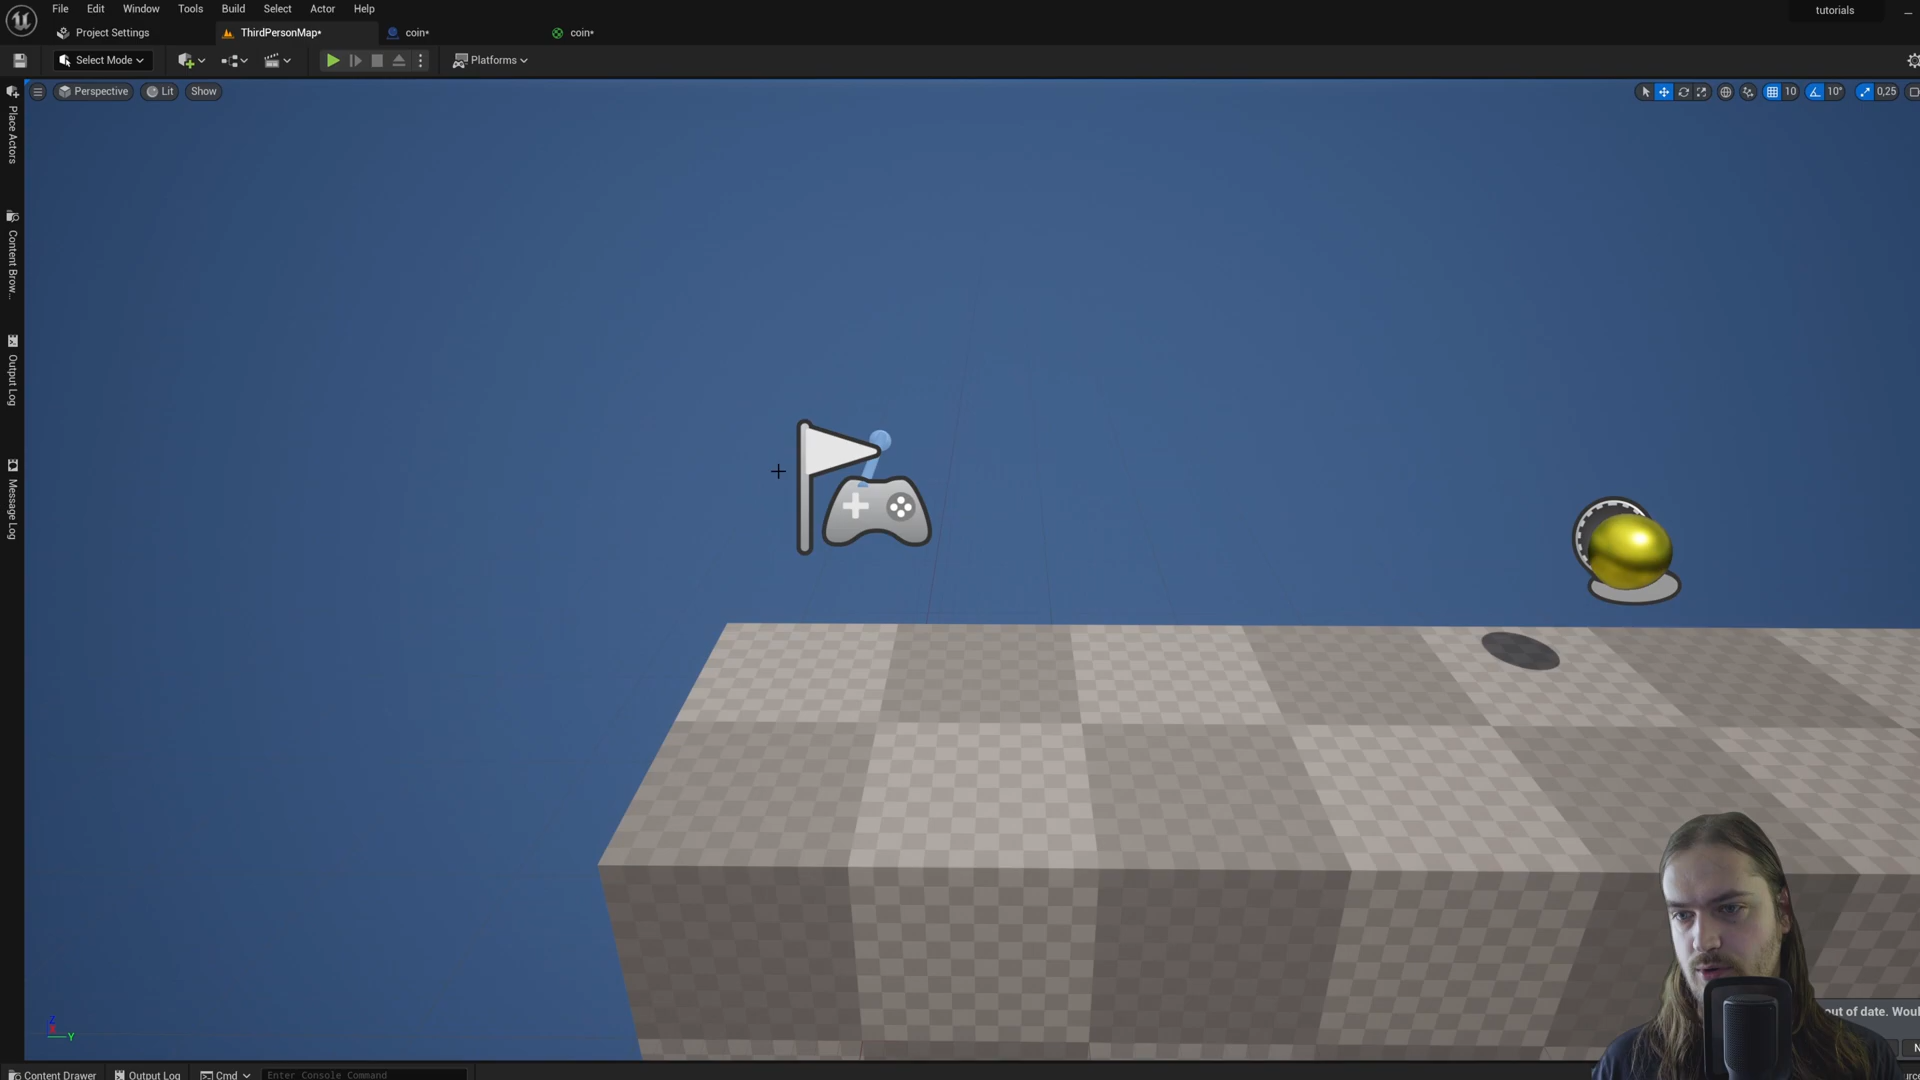 File Edit Window Tools Build Select Actor Help
tutorials
Project Settings
ThirdPersonMap*
coin*
coin*
Select Mode
Platforms
Perspective
Lit
Show
10
10°
0,25
Place Actors
Content Brow...
Output Log
Message Log
Z
Y
out of date. Woul
N
Content Drawer
Output Log
Cmd
Enter Console Command